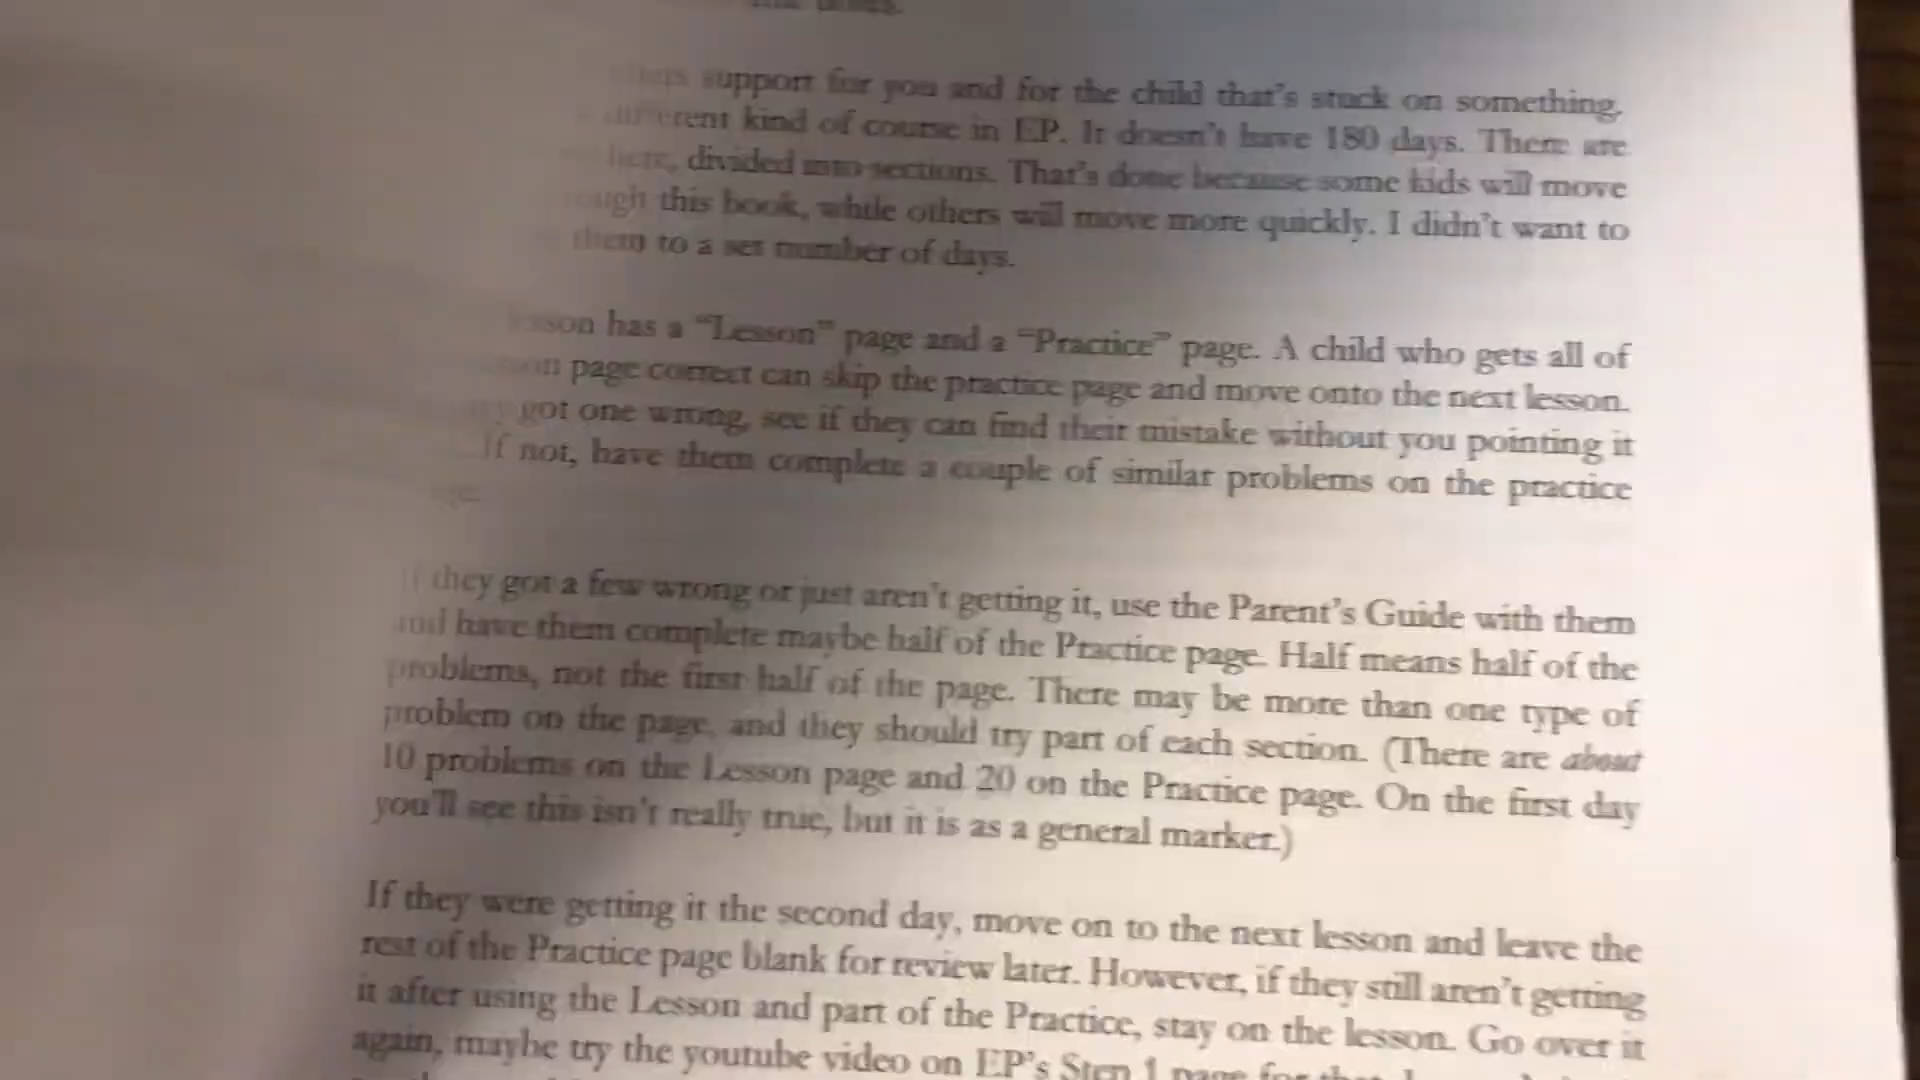 support for you and for the child that's stuck on something.
different kind of course in EP. It doesn't have 180 days. There are
here, divided into sections. That's done because some kids will move
this book, while others will move more quickly. I didn't want to
them to a set number of days.
has a "Lesson" page and a "Practice" page. A child who gets all of
page correct can skip the practice page and move onto the next lesson.
got one wrong, see if they can find their mistake without you pointing it
If not, have them complete a couple of similar problems on the practice
they got a few wrong or just aren't getting it, use the Parent's Guide with them
and have them complete maybe half of the Practice page. Half means half of the
problems, not the first half of the page. There may be more than one type of
problem on the page, and they should try part of each section. (There are about
10 problems on the Lesson page and 20 on the Practice page. On the first day
you'll see this isn't really true, but it is as a general marker.)
If they were getting it the second day, move on to the next lesson and leave the
rest of the Practice page blank for review later. However, if they still aren't getting
it after using the Lesson and part of the Practice, stay on the lesson. Go over it
again, maybe try the youtube video on EP's Step 1 page for